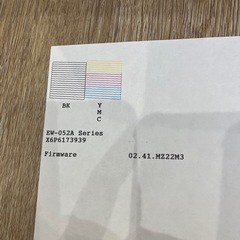 BK Y
M
C
EW-052A Series
X6P6173939
Firmware 02.41.MZ22M3